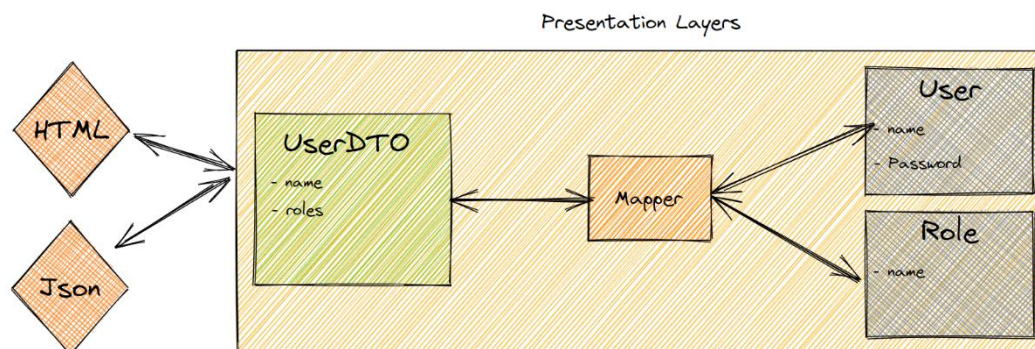 Presentation Layers
HTML
Json
UserDTO
- name
- roles
Mapper
User
- name
- Password
Role
- name